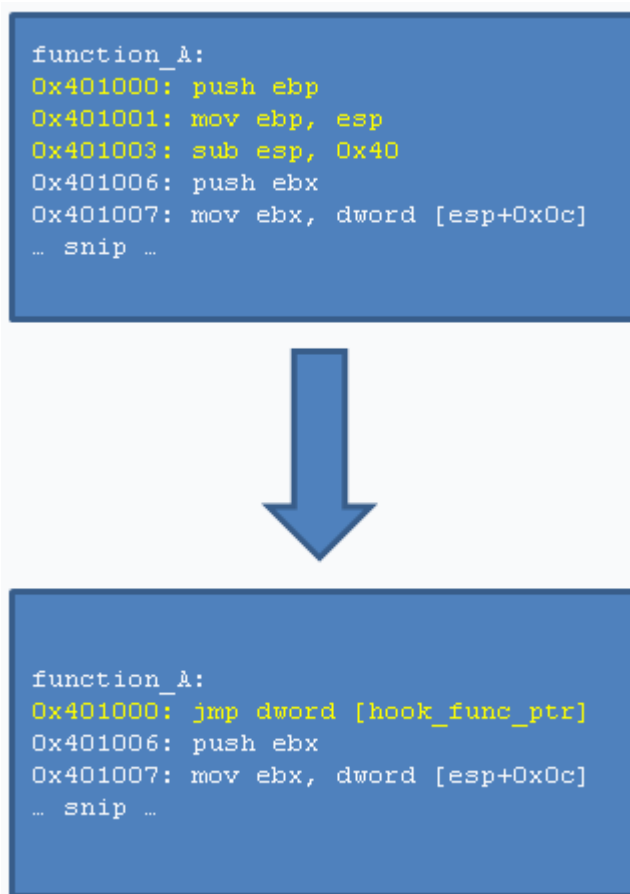 function_A:
0x401000: push ebp
0x401001: mov ebp, esp
0x401003: sub esp, 0x40
0x401006: push ebx
0x401007: mov ebx, dword [esp+0x0c]
… snip …
function_A:
0x401000: jmp dword [hook_func_ptr]
0x401006: push ebx
0x401007: mov ebx, dword [esp+0x0c]
… snip …